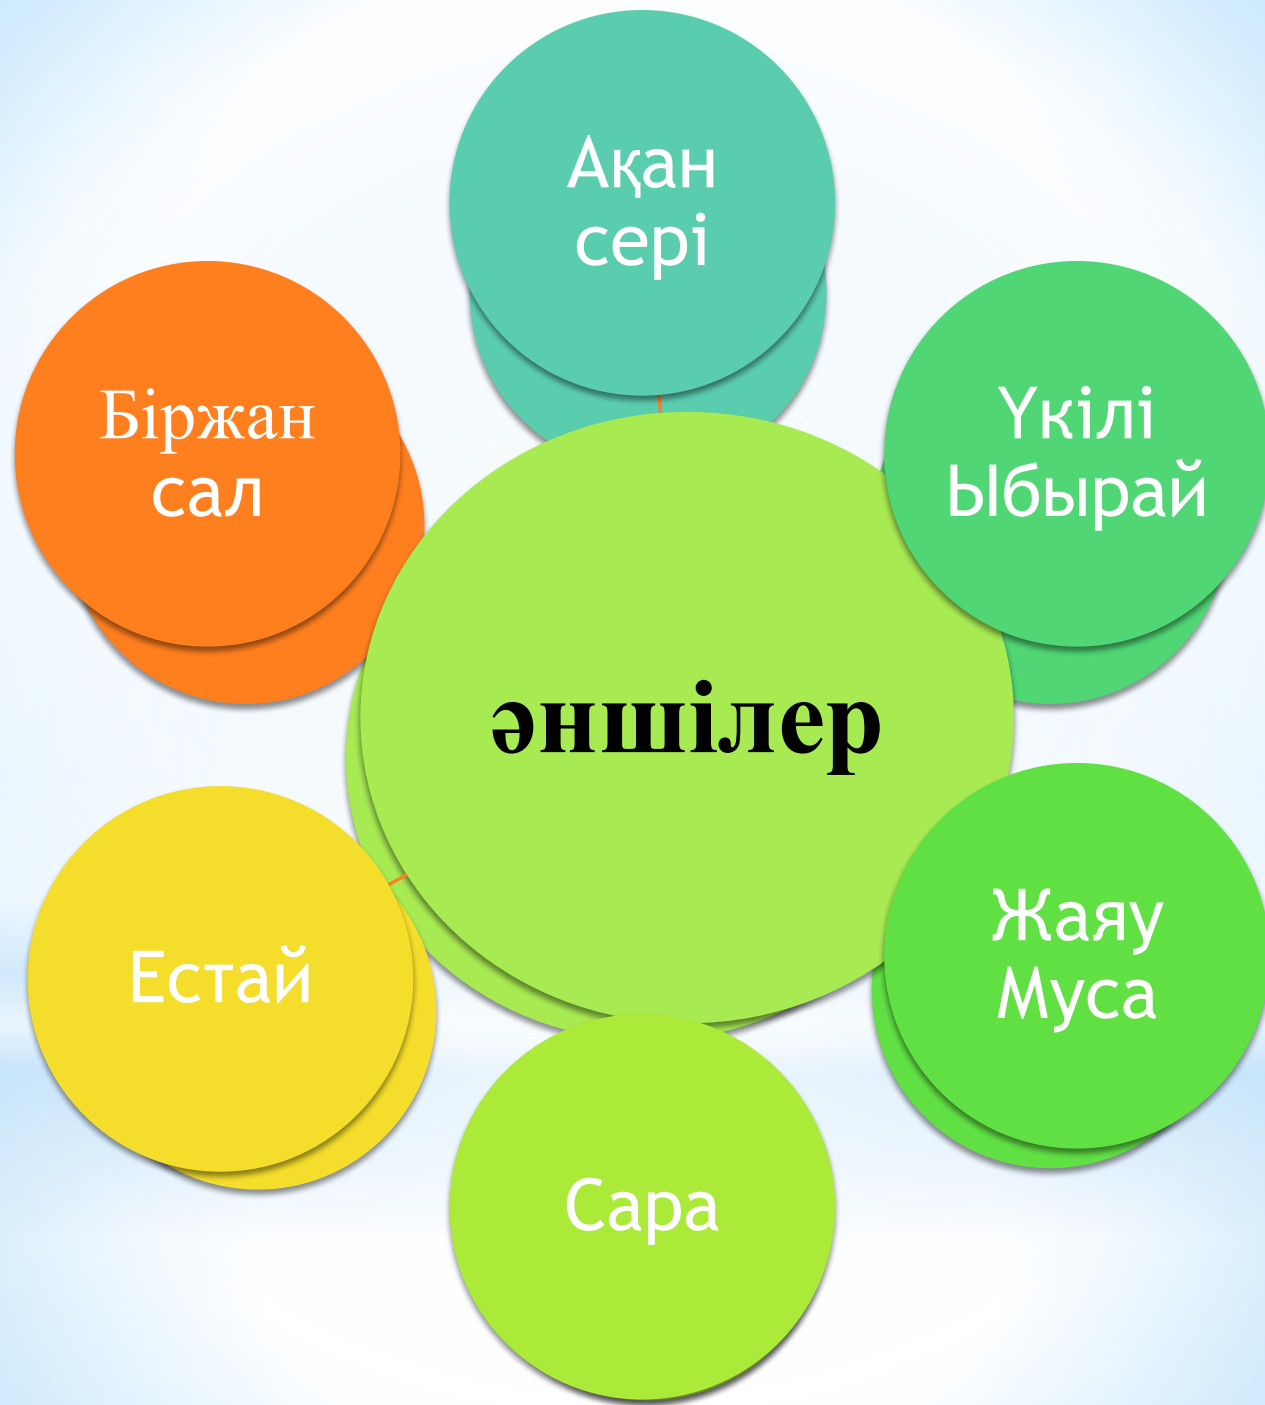 Ақан
сері
Біржан
сал
Үкілі
Ыбырай
әншілер
Естай
Жаяу
Муса
Сара